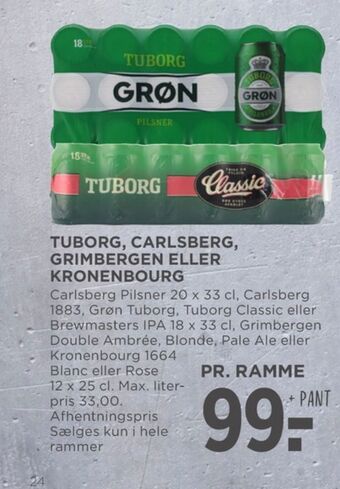 18
TUBORG
GRØN
PILSNER
TUBORG
GRØN
18
TUBORG
Classic
TUBORG, CARLSBERG,
GRIMBERGEN ELLER
KRONENBOURG
Carlsberg Pilsner 20 x 33 cl, Carlsberg
1883, Grøn Tuborg, Tuborg Classic eller
Brewmasters IPA 18 x 33 cl, Grimbergen
Double Ambrée, Blonde, Pale Ale eller
Kronenbourg 1664
Blanc eller Rose
12 x 25 cl. Max. liter-
pris 33,00.
Afhentningspris
Sælges kun i hele
rammer
PR. RAMME
99.-
+ PANT
24